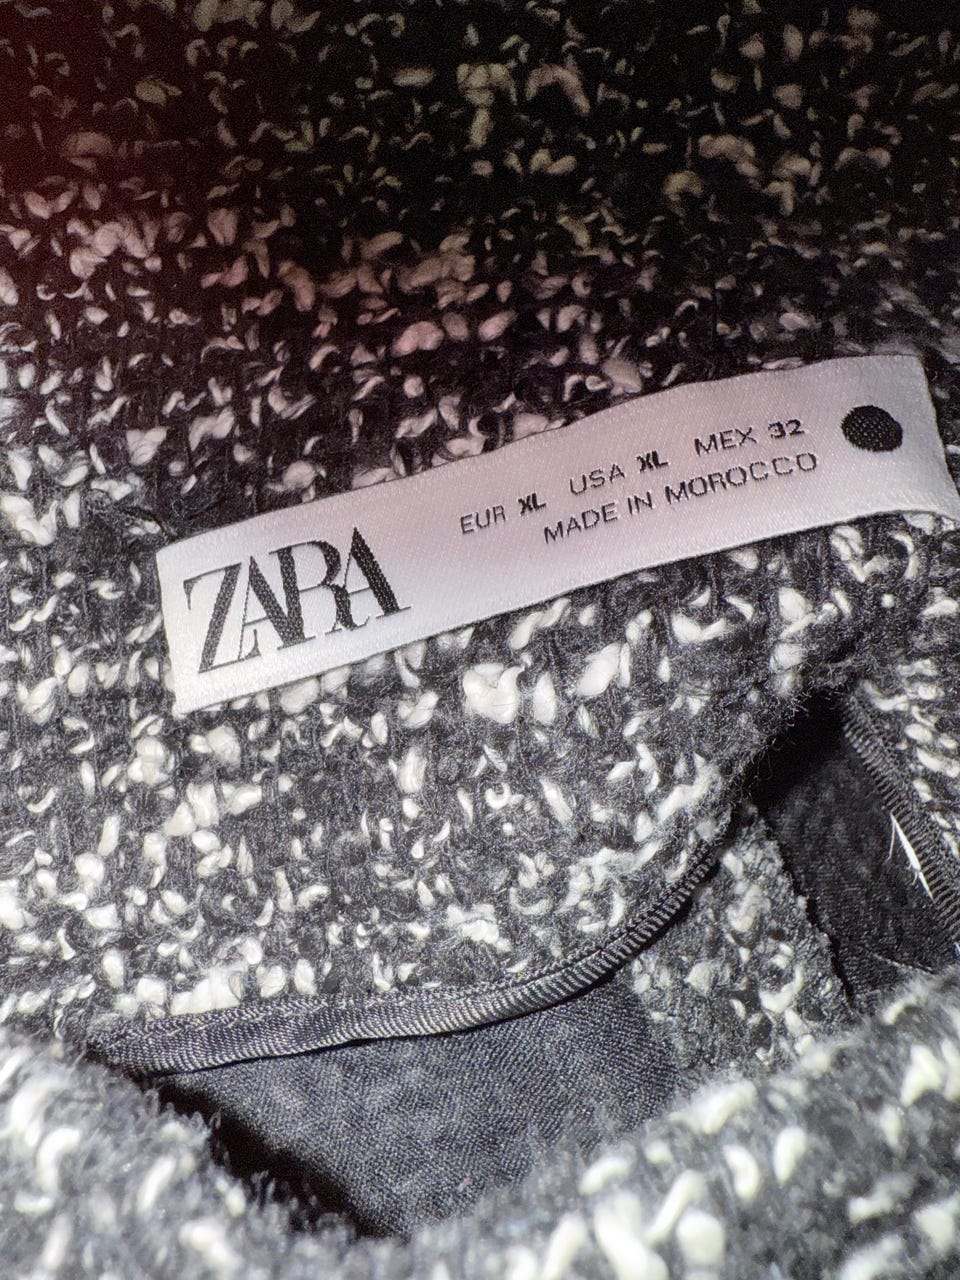 ZARA
EUR XL USA XL MEX 32
MADE IN MOROCCO